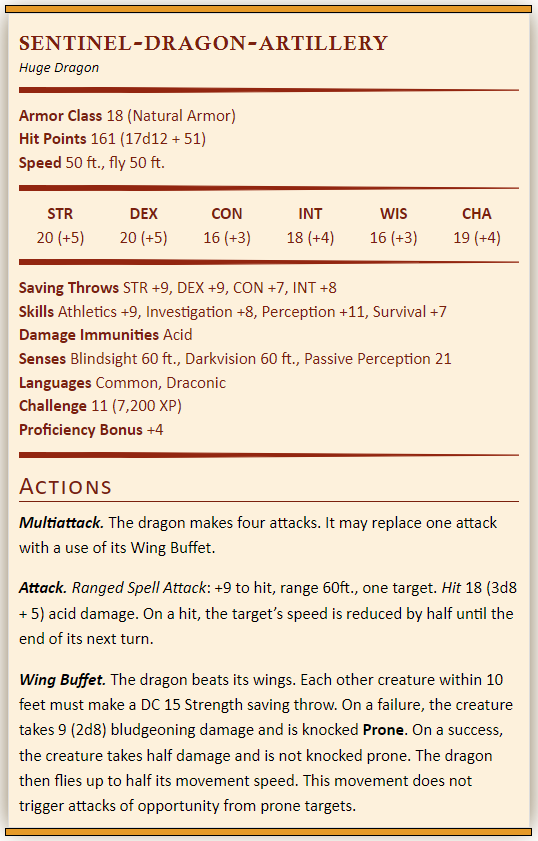 SENTINEL-DRAGON-ARTILLERY
Huge Dragon
Armor Class 18 (Natural Armor)
Hit Points 161 (17d12 + 51)
Speed 50 ft., fly 50 ft.
STR DEX CON INT WIS CHA
20 (+5) 20 (+5) 16 (+3) 18 (+4) 16 (+3) 19 (+4)
Saving Throws STR +9, DEX +9, CON +7, INT +8
Skills Athletics +9, Investigation +8, Perception +11, Survival +7
Damage Immunities Acid
Senses Blindsight 60 ft., Darkvision 60 ft., Passive Perception 21
Languages Common, Draconic
Challenge 11 (7,200 XP)
Proficiency Bonus +4
ACTIONS
Multiattack. The dragon makes four attacks. It may replace one attack
with a use of its Wing Buffet.
Attack. Ranged Spell Attack: +9 to hit, range 60ft., one target. Hit 18 (3d8
+ 5) acid damage. On a hit, the target's speed is reduced by half until the
end of its next turn.
Wing Buffet. The dragon beats its wings. Each other creature within 10
feet must make a DC 15 Strength saving throw. On a failure, the creature
takes 9 (2d8) bludgeoning damage and is knocked Prone. On a success,
the creature takes half damage and is not knocked prone. The dragon
then flies up to half its movement speed. This movement does not
trigger attacks of opportunity from prone targets.